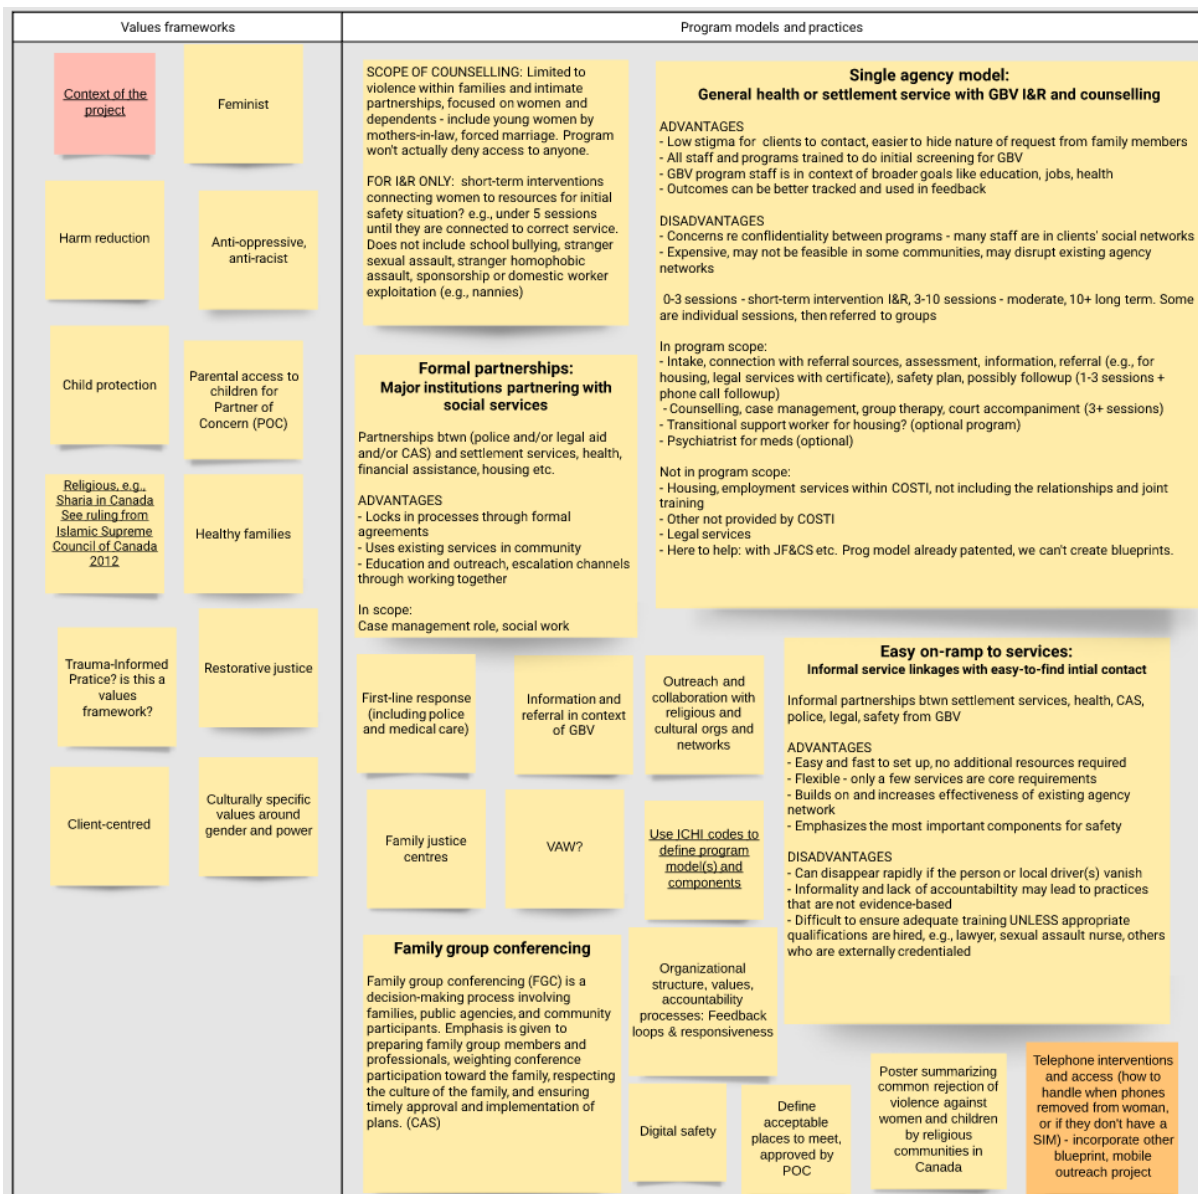 Values frameworks
Program models and practices
Context of the
project
Feminist
Harm reduction
Anti-oppressive,
anti-racist
Child protection
Parental access to
children for
Partner of
Concern (POC)
Religious, e.g.,
Sharia in Canada
See ruling from
Islamic Supreme
Council of Canada
2012
Healthy families
Trauma-Informed
Pratice? is this a
values
framework?
Restorative justice
Client-centred
Culturally specific
values around
gender and power
SCOPE OF COUNSELLING: Limited to
violence within families and intimate
partnerships, focused on women and
dependents - include young women by
mothers-in-law, forced marriage. Program
won't actually deny access to anyone.
FOR I&R ONLY: short-term interventions
connecting women to resources for initial
safety situation? e.g., under 5 sessions
until they are connected to correct service.
Does not include school bullying, stranger
sexual assault, stranger homophobic
assault, sponsorship or domestic worker
exploitation (e.g., nannies)
Single agency model:
General health or settlement service with GBV I&R and counselling
ADVANTAGES
- Low stigma for clients to contact, easier to hide nature of request from family members
- All staff and programs trained to do initial screening for GBV
- GBV program staff is in context of broader goals like education, jobs, health
- Outcomes can be better tracked and used in feedback
DISADVANTAGES
- Concerns re conflidentiality between programs - many staff are in clients' social networks
- Expensive, may not be feasible in some communities, may disrupt existing agency
networks
0-3 sessions - short-term intervention I&R, 3-10 sessions - moderate, 10+ long term. Some
are individual sessions, then referred to groups
In program scope:
- Intake, connection with referral sources, assessment, information, referral (e.g., for
housing, legal services with certificate), safety plan, possibly followup (1-3 sessions +
phone call followup)
- Counselling, case management, group therapy, court accompaniment (3+ sessions)
- Transitional support worker for housing? (optional program)
- Psychiatrist for meds (optional)
Not in program scope:
- Housing, employment services within COSTI, not including the relationships and joint
training
- Other not provided by COSTI
- Legal services
- Here to help: with JF&CS etc. Prog model already patented, we can't create blueprints.
Formal partnerships:
Major institutions partnering with
social services
Partnerships btwn (police and/or legal aid
and/or CAS) and settlement services, health,
financial assistance, housing etc.
ADVANTAGES
- Locks in processes through formal
agreements
- Uses existing services in community
- Education and outreach, escalation channels
through working together
In scope:
Case management role, social work
First-line response
(including police
and medical care)
Information and
referral in context
of GBV
Outreach and
collaboration with
religious and
cultural orgs and
networks
Family justice
centres
VAW?
Use ICHI codes to
define program
model(s) and
components
Easy on-ramp to services:
Informal service linkages with easy-to-find intial contact
Informal partnerships btwn settlement services, health, CAS,
police, legal, safety from GBV
ADVANTAGES
- Easy and fast to set up, no additional resources required
- Flexible - only a few services are core requirements
- Builds on and increases effectiveness of existing agency
network
- Emphasizes the most important components for safety
DISADVANTAGES
- Can disappear rapidly if the person or local driver(s) vanish
- Informality and lack of accountabiltity may lead to practices
that are not evidence-based
- Difficult to ensure adequate training UNLESS appropriate
qualifications are hired, e.g., lawyer, sexual assault nurse, others
who are externally credentialed
Family group conferencing
Family group conferencing (FGC) is a
decision-making process involving
families, public agencies, and community
participants. Emphasis is given to
preparing family group members and
professionals, weighting conference
participation toward the family, respecting
the culture of the family, and ensuring
timely approval and implementation of
plans. (CAS)
Organizational
structure, values,
accountability
processes: Feedback
loops & responsiveness
Digital safety
Define
acceptable
places to meet,
approved by
POC
Poster summarizing
common rejection of
violence against
women and children
by religious
communities in
Canada
Telephone interventions
and access (how to
handle when phones
removed from woman,
or if they don't have a
SIM) - incorporate other
blueprint, mobile
outreach project